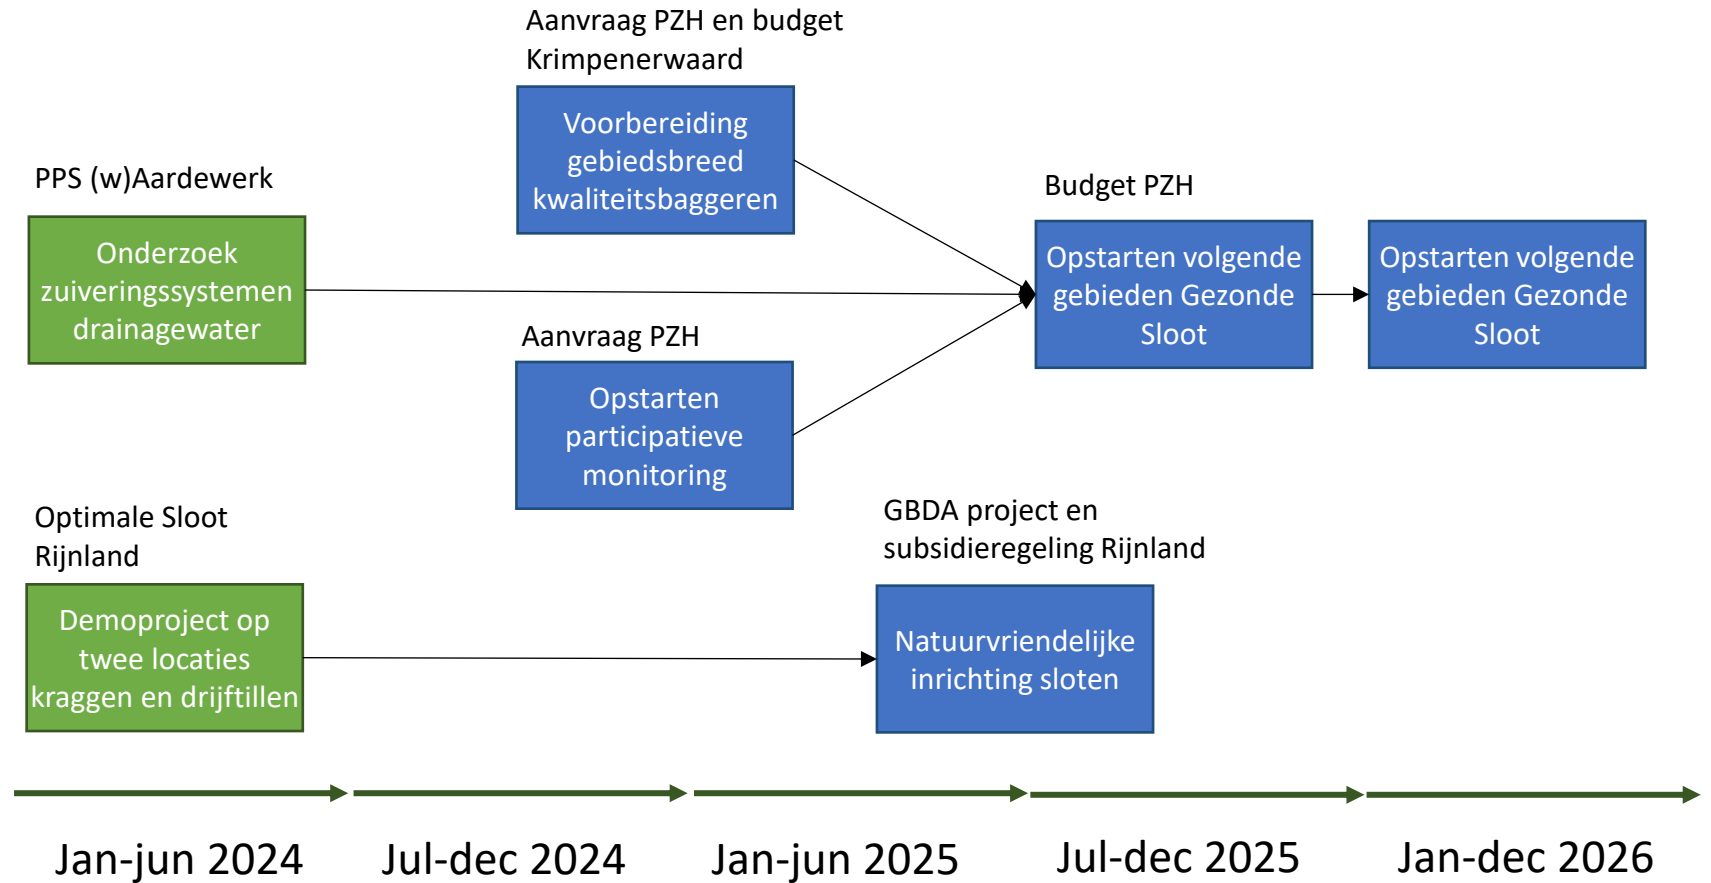 Aanvraag PZH en budget
Krimpenerwaard
Voorbereiding
gebiedsbreed
kwaliteitsbaggeren
PPS (w)Aardewerk
Onderzoek
zuiveringssystemen
drainagewater
Budget PZH
Opstarten volgende
gebieden Gezonde
Sloot
Opstarten volgende
gebieden Gezonde
Sloot
Aanvraag PZH
Opstarten
participatieve
monitoring
Optimale Sloot
Rijnland
Demoproject op
twee locaties
kraggen en drijftillen
GBDA project en
subsidieregeling Rijnland
Natuurvriendelijke
inrichting sloten
Jan-jun 2024
Jul-dec 2024
Jan-jun 2025
Jul-dec 2025
Jan-dec 2026